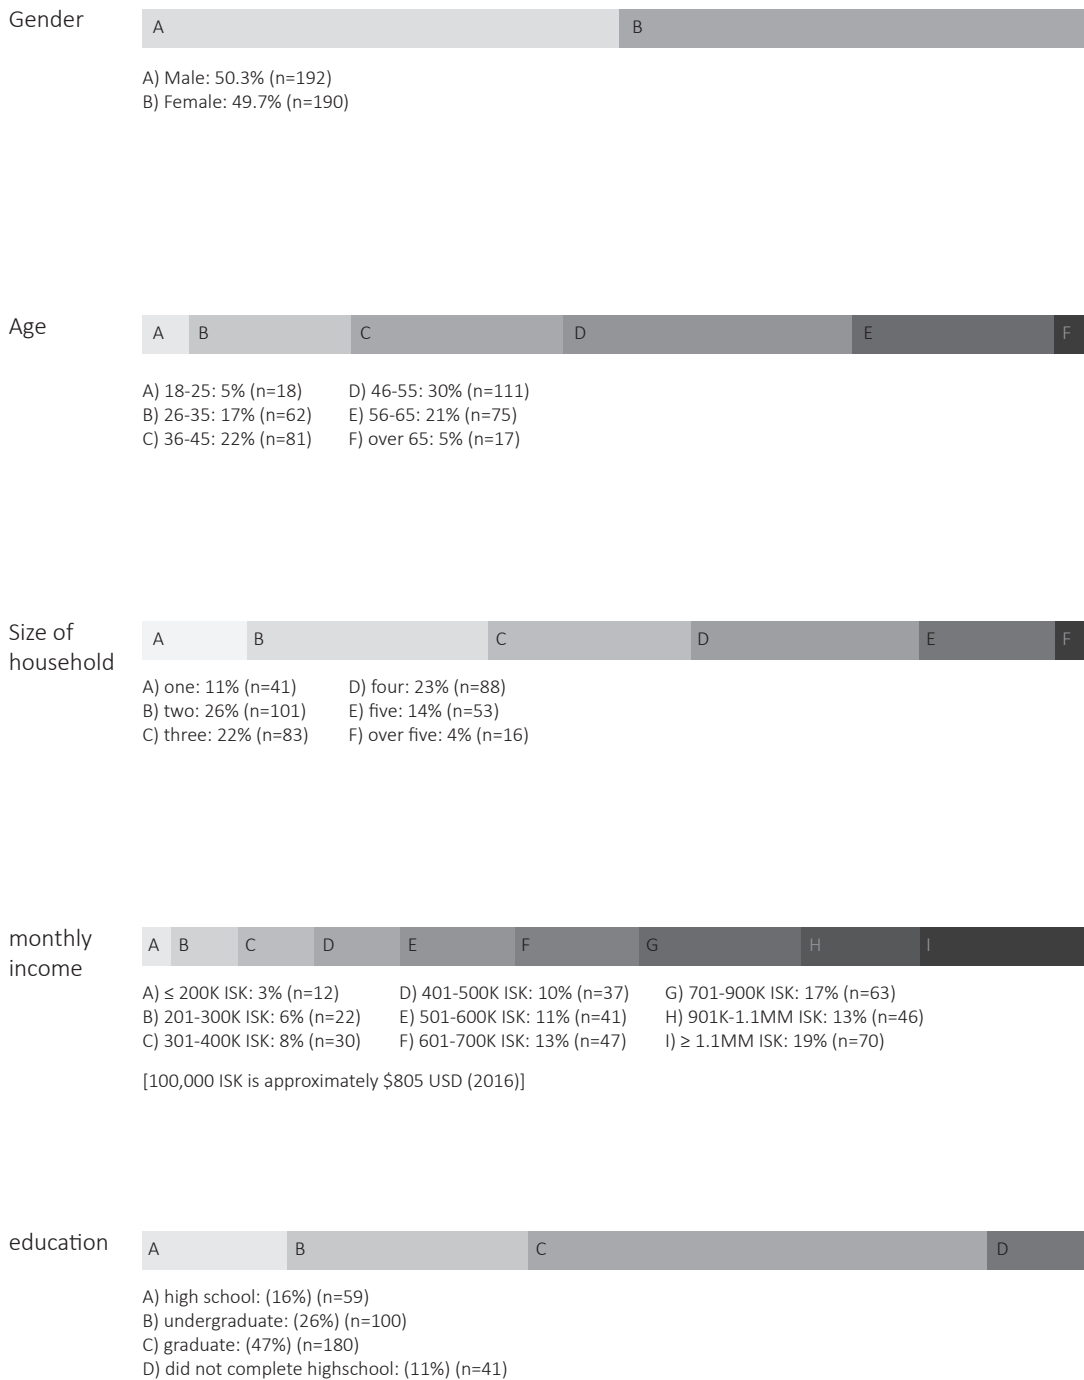 Gender
A B
A) Male: 50.3% (n=192)
B) Female: 49.7% (n=190)
Age
A B C D E F
A) 18-25: 5% (n=18) D) 46-55: 30% (n=111)
B) 26-35: 17% (n=62) E) 56-65: 21% (n=75)
C) 36-45: 22% (n=81) F) over 65: 5% (n=17)
Size of
household
A B C D E F
A) one: 11% (n=41) D) four: 23% (n=88)
B) two: 26% (n=101) E) five: 14% (n=53)
C) three: 22% (n=83) F) over five: 4% (n=16)
monthly
income
A B C D E F G H I
A) ≤ 200K ISK: 3% (n=12) D) 401-500K ISK: 10% (n=37) G) 701-900K ISK: 17% (n=63)
B) 201-300K ISK: 6% (n=22) E) 501-600K ISK: 11% (n=41) H) 901K-1.1MM ISK: 13% (n=46)
C) 301-400K ISK: 8% (n=30) F) 601-700K ISK: 13% (n=47) I) ≥ 1.1MM ISK: 19% (n=70)
[100,000 ISK is approximately $805 USD (2016)]
education
A B C D
A) high school: (16%) (n=59)
B) undergraduate: (26%) (n=100)
C) graduate: (47%) (n=180)
D) did not complete highschool: (11%) (n=41)